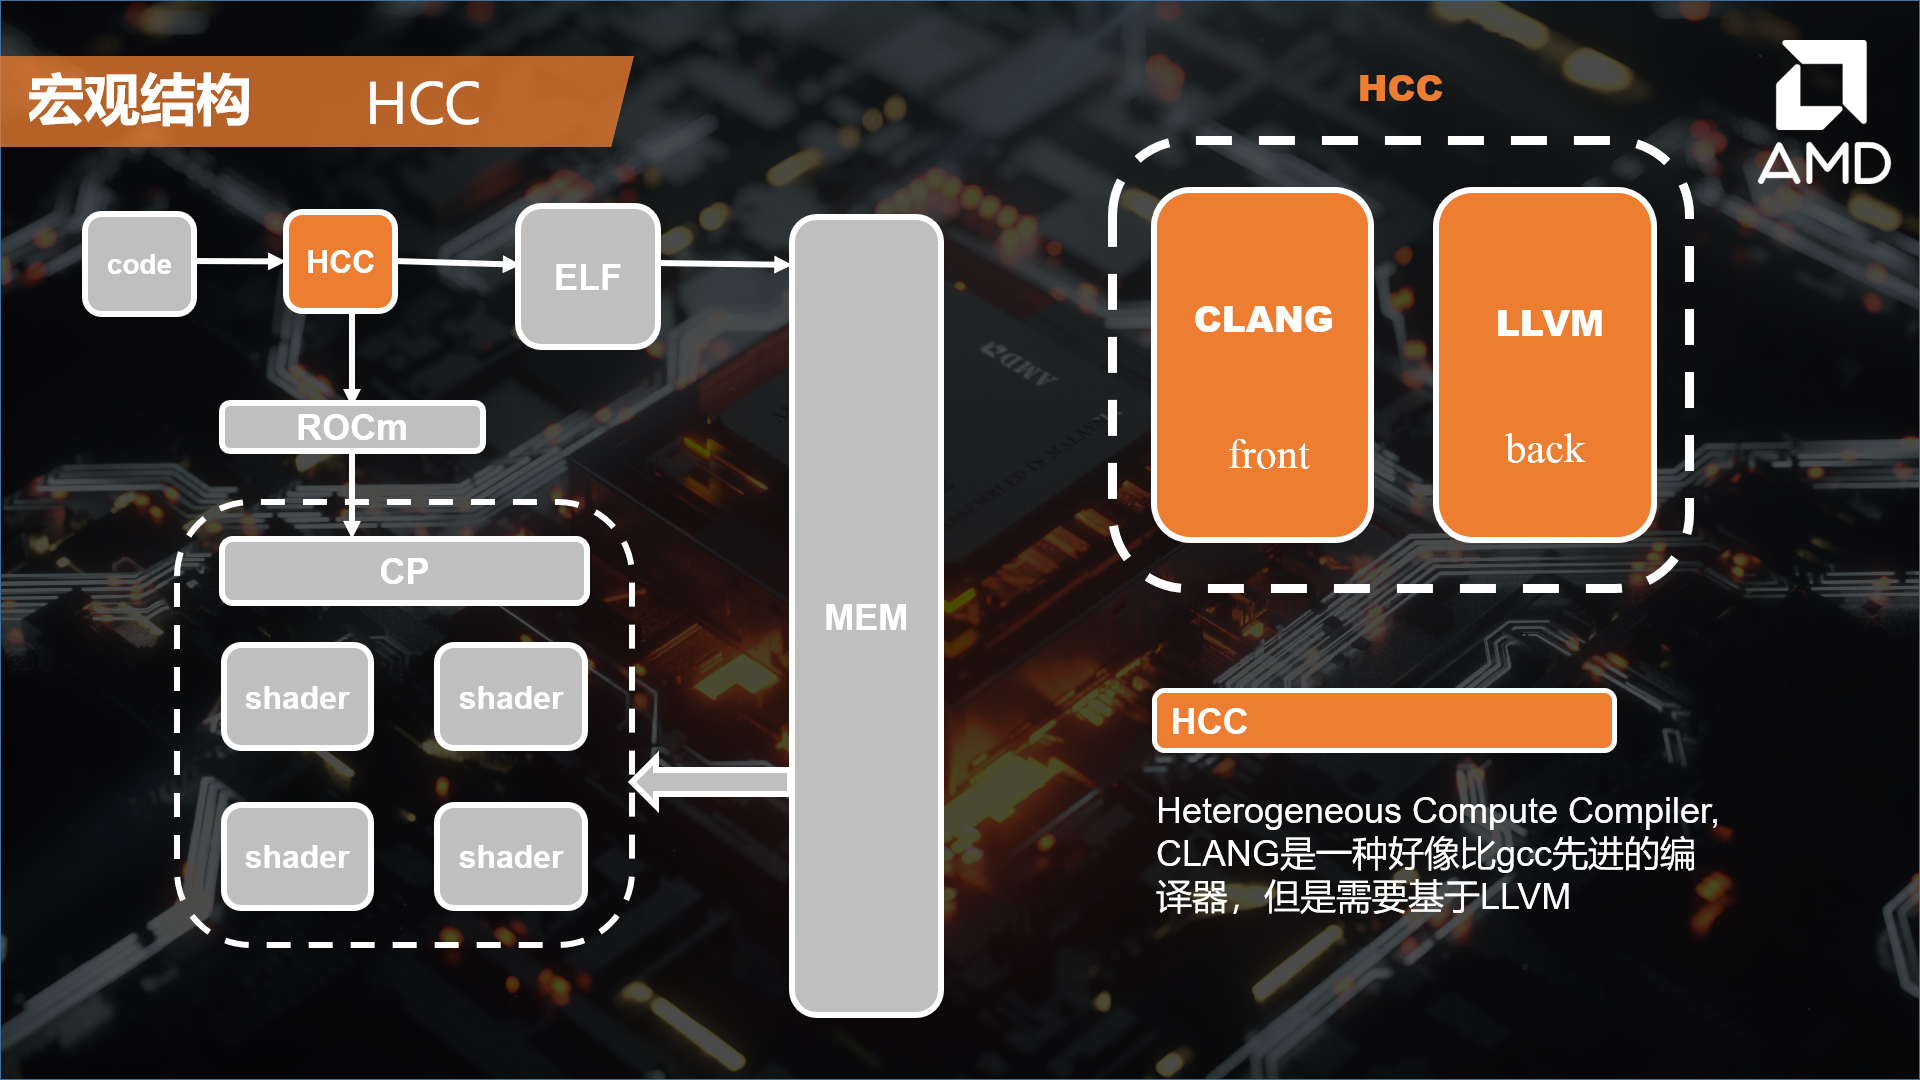 宏观结构 HCC
HCC
AMD
code
HCC
ELF
ROCm
CP
shader
shader
shader
shader
MEM
CLANG
front
LLVM
back
AMD
HCC
Heterogeneous Compute Compiler,
CLANG是一种好像比gcc先进的编
译器，但是需要基于LLVM